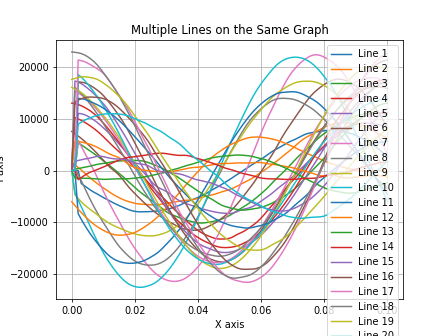 Multiple Lines on the Same Graph
20000
10000
0
−10000
−20000
0.00
0.02
0.04
0.06
X axis
Line 1
Line 2
Line 3
Line 4
Line 5
Line 6
Line 7
Line 8
Line 9
Line 10
Line 11
Line 12
Line 13
Line 14
Line 15
Line 16
Line 17
Line 18
Line 19